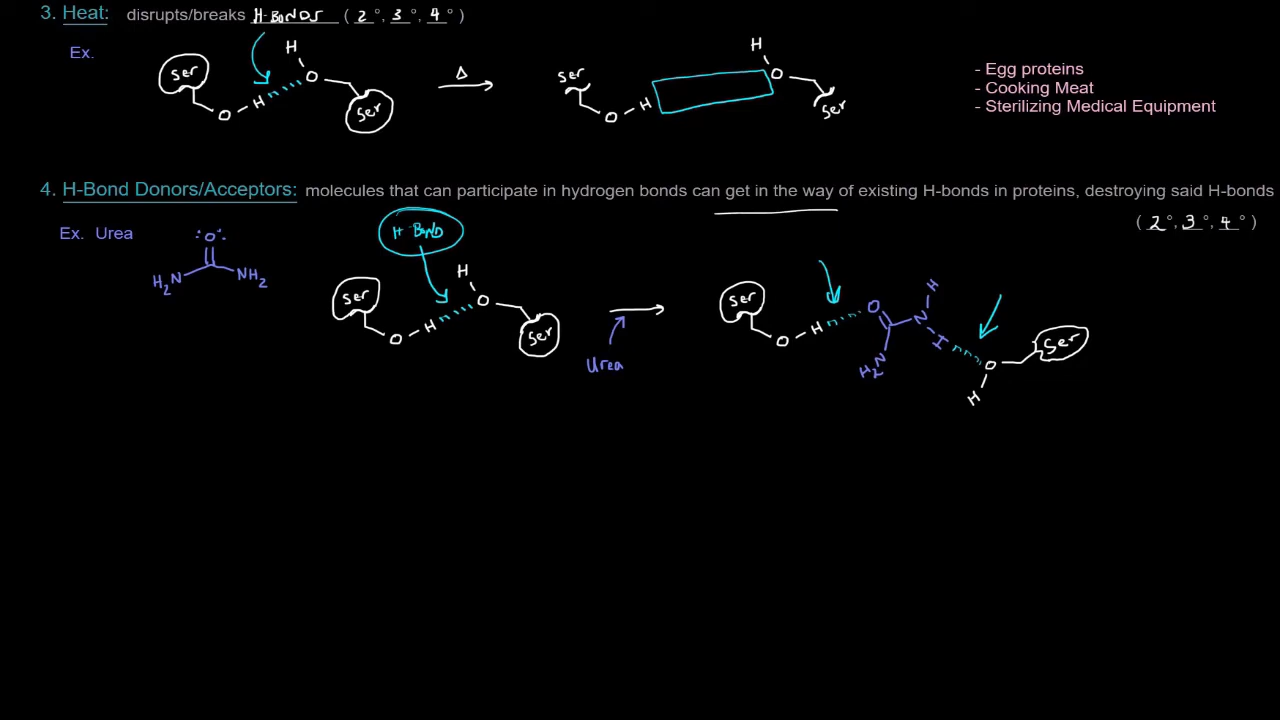 3. Heat: disrupts/breaks H-BONDS ( 2°, 3°, 4° )
Ex.
H
Ser
O
H
O
Ser
Δ
H
Ser
O
H
O
Ser
- Egg proteins
- Cooking Meat
- Sterilizing Medical Equipment
4. H-Bond Donors/Acceptors: molecules that can participate in hydrogen bonds can get in the way of existing H-bonds in proteins, destroying said H-bonds
( 2°, 3°, 4° )
Ex. Urea
:O:
H2N
NH2
H-BOND
H
Ser
O
H
O
Ser
Urea
Ser
O
H
O
N
H
H
H2N
O
H
Ser